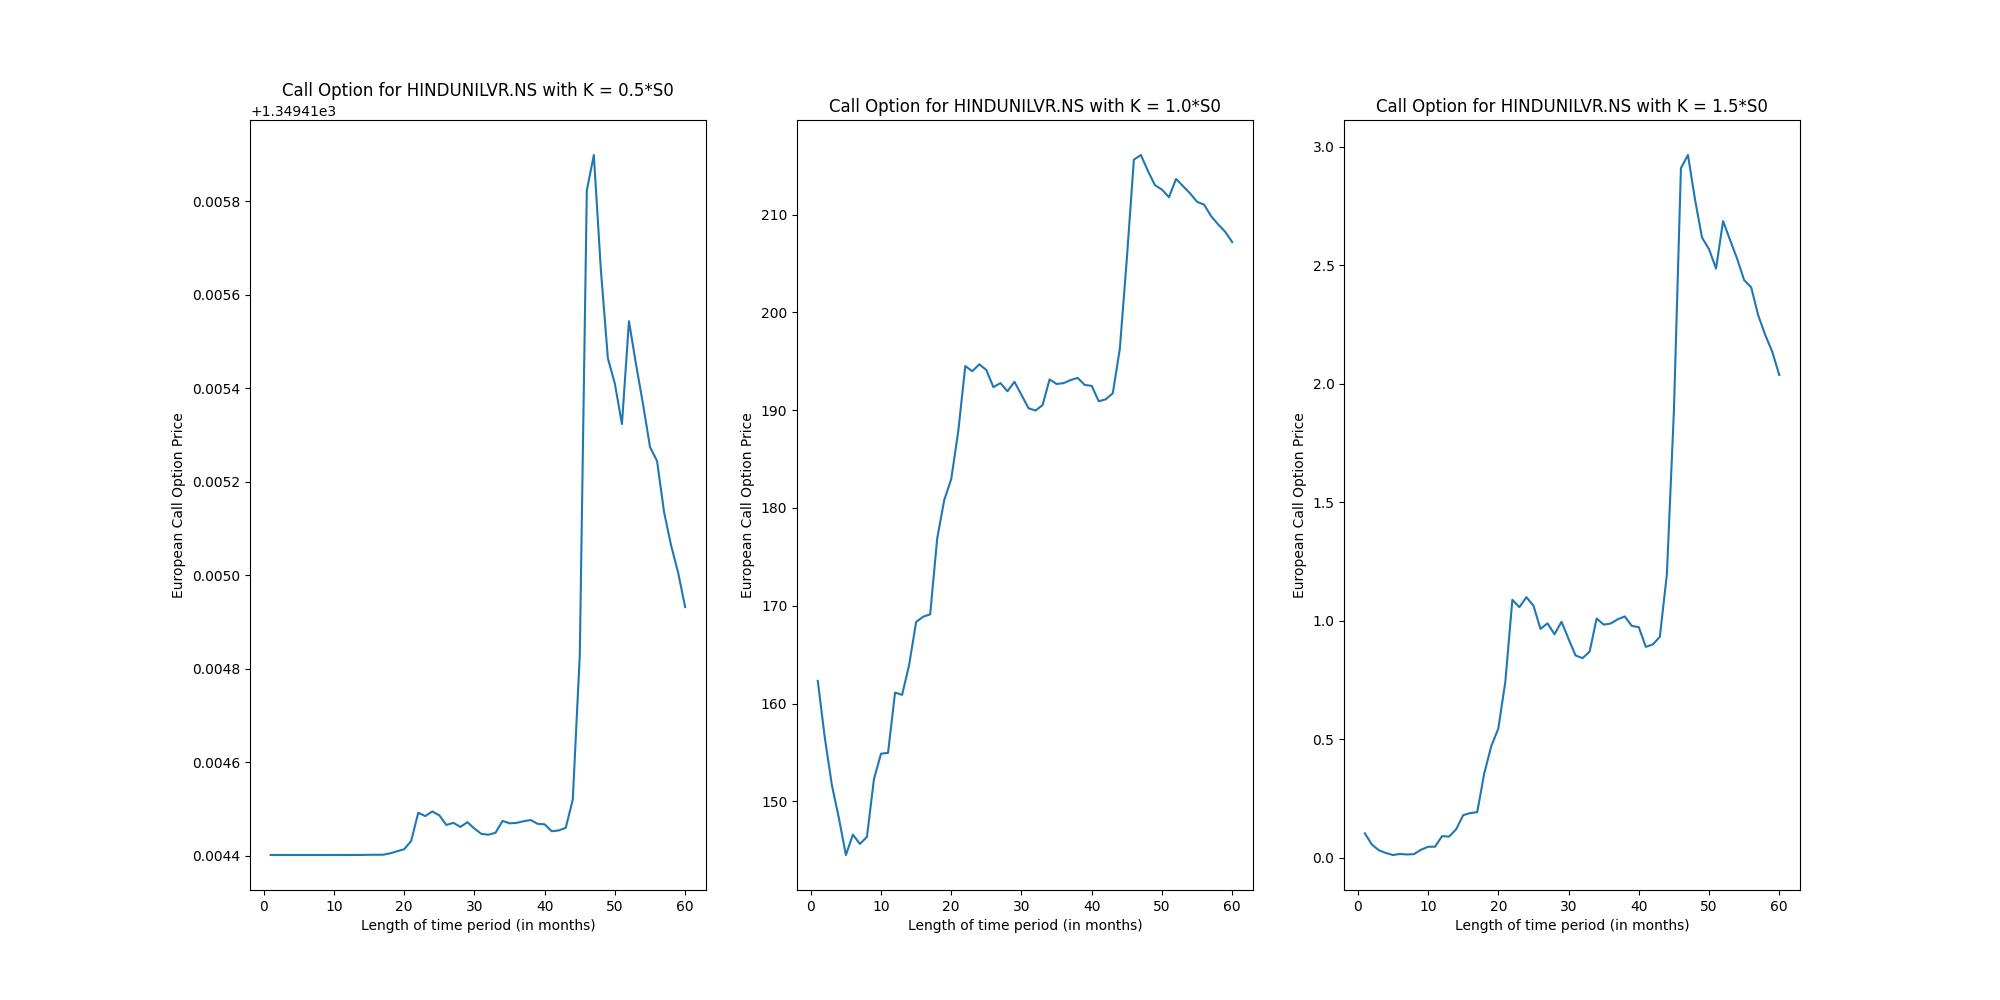 Call Option for HINDUNILVR.NS with K = 0.5*S0
+1.34941e3
0.0058
0.0056
0.0054
0.0052
0.0050
0.0048
0.0046
0.0044
European Call Option Price
0 10 20 30 40 50 60
Length of time period (in months)
Call Option for HINDUNILVR.NS with K = 1.0*S0
210
200
190
180
170
160
150
European Call Option Price
0 10 20 30 40 50 60
Length of time period (in months)
Call Option for HINDUNILVR.NS with K = 1.5*S0
3.0
2.5
2.0
1.5
1.0
0.5
0.0
European Call Option Price
0 10 20 30 40 50 60
Length of time period (in months)